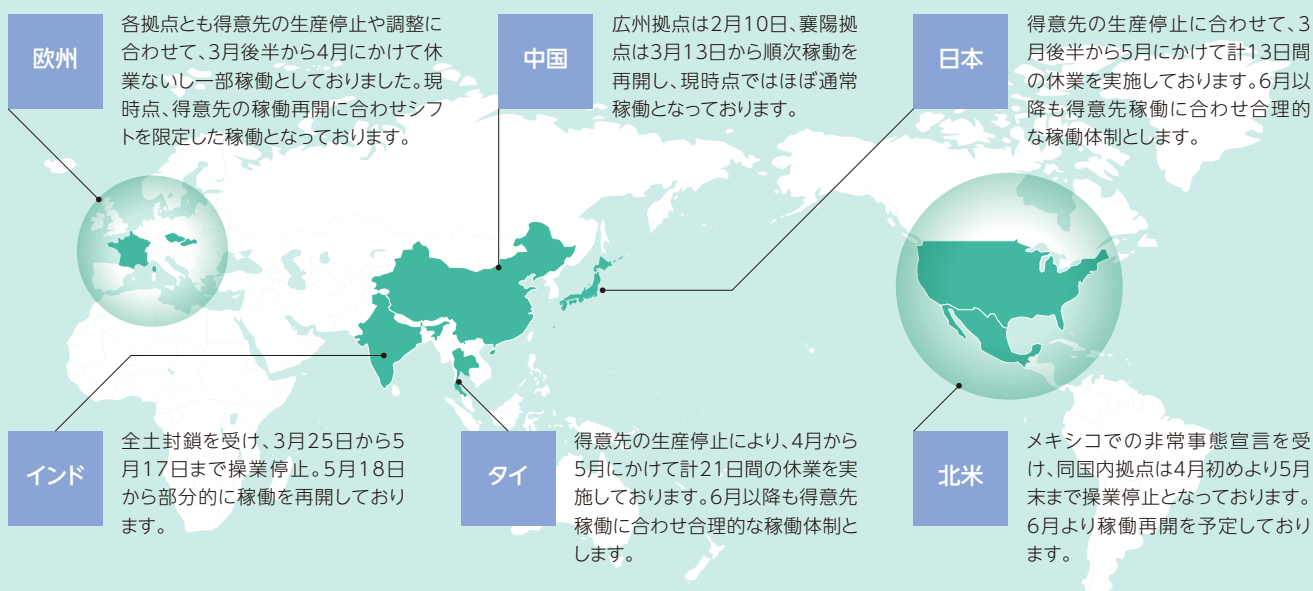 欧州
各拠点とも得意先の生産停止や調整に
合わせて、3月後半から4月にかけて休
業ないし一部稼働としておりました。現
時点、得意先の稼働再開に合わせシフ
トを限定した稼働となっております。
中国
広州拠点は2月10日、襄陽拠
点は3月13日から順次稼動を
再開し、現時点ではほぼ通常
稼働となっております。
日本
得意先の生産停止に合わせて、3
月後半から5月にかけて計13日間
の休業を実施しております。6月以
降も得意先稼働に合わせ合理的
な稼働体制とします。
インド
全土封鎖を受け、3月25日から5
月17日まで操業停止。5月18日
から部分的に稼働を再開しており
ます。
タイ
得意先の生産停止により、4月から
5月にかけて計21日間の休業を実
施しております。6月以降も得意先
稼働に合わせ合理的な稼働体制と
します。
北米
メキシコでの非常事態宣言を受
け、同国内拠点は4月初めより5月
末まで操業停止となっております。
6月より稼働再開を予定しており
ます。